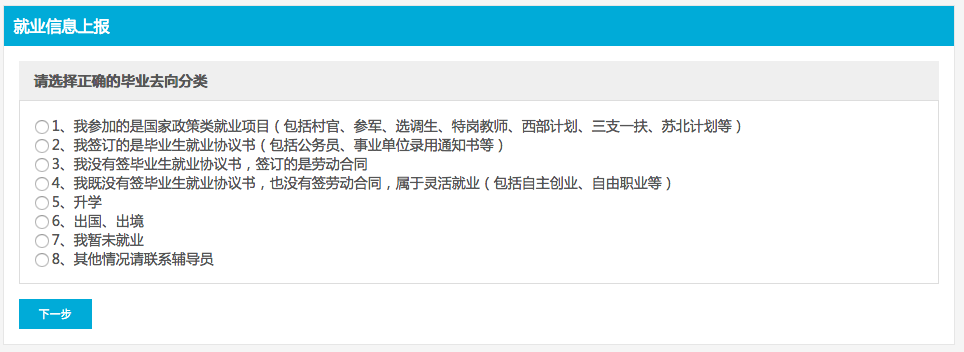 就业信息上报
请选择正确的毕业去向分类
1、我参加的是国家政策类就业项目（包括村官、参军、选调生、特岗教师、西部计划、三支一扶、苏北计划等）
2、我签订的是毕业生就业协议书（包括公务员、事业单位录用通知书等）
3、我没有签毕业生就业协议书，签订的是劳动合同
4、我既没有签毕业生就业协议书，也没有签劳动合同，属于灵活就业（包括自主创业、自由职业等）
5、升学
6、出国、出境
7、我暂未就业
8、其他情况请联系辅导员
下一步